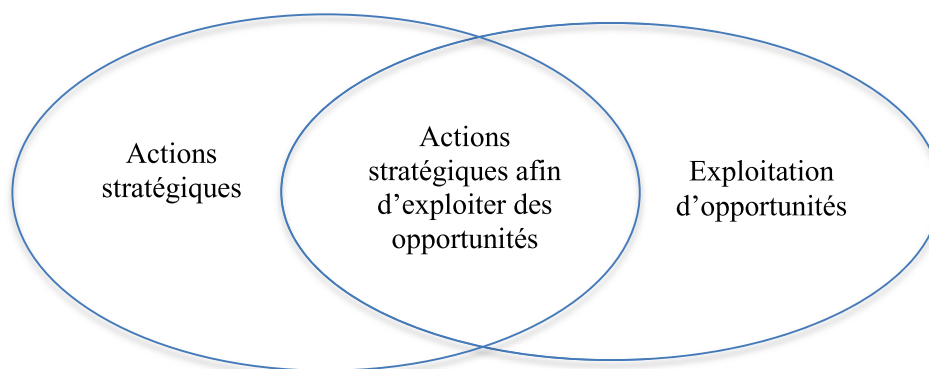 Actions
stratégiques
Actions
stratégiques afin
d’exploiter des
opportunités
Exploitation
d’opportunités